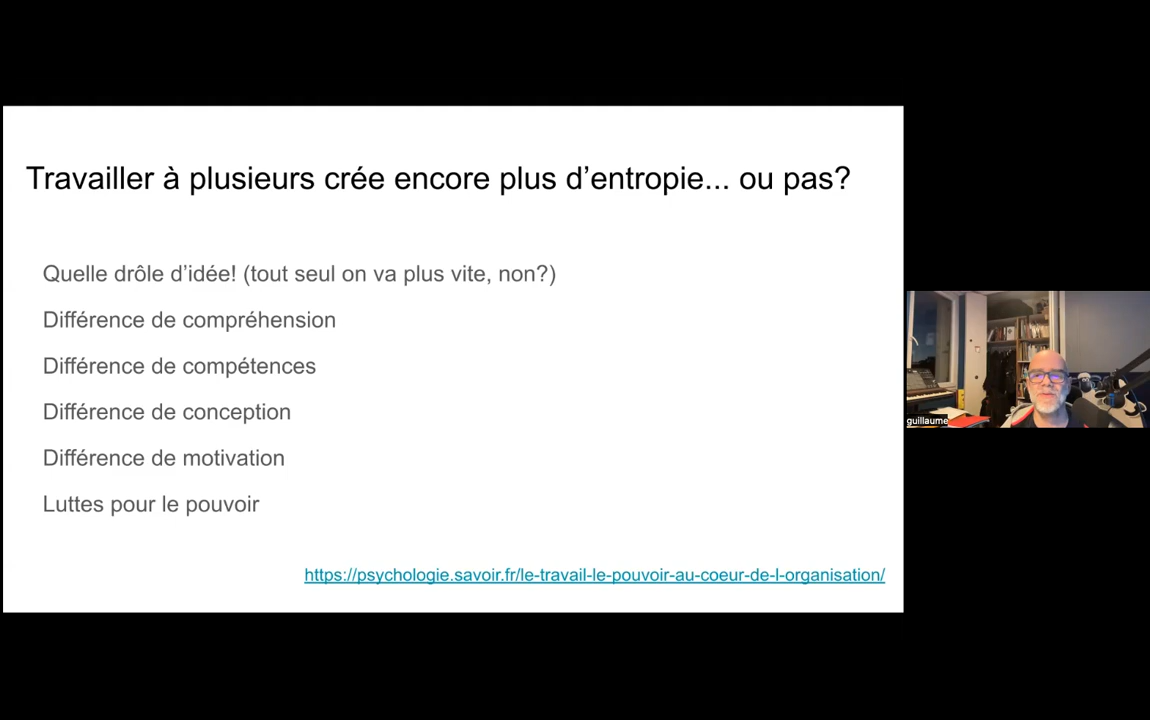 Travailler à plusieurs crée encore plus d’entropie... ou pas?
Quelle drôle d’idée! (tout seul on va plus vite, non?)
Différence de compréhension
Différence de compétences
Différence de conception
Différence de motivation
Luttes pour le pouvoir
https://psychologie.savoir.fr/le-travail-le-pouvoir-au-coeur-de-l-organisation/
guillaume